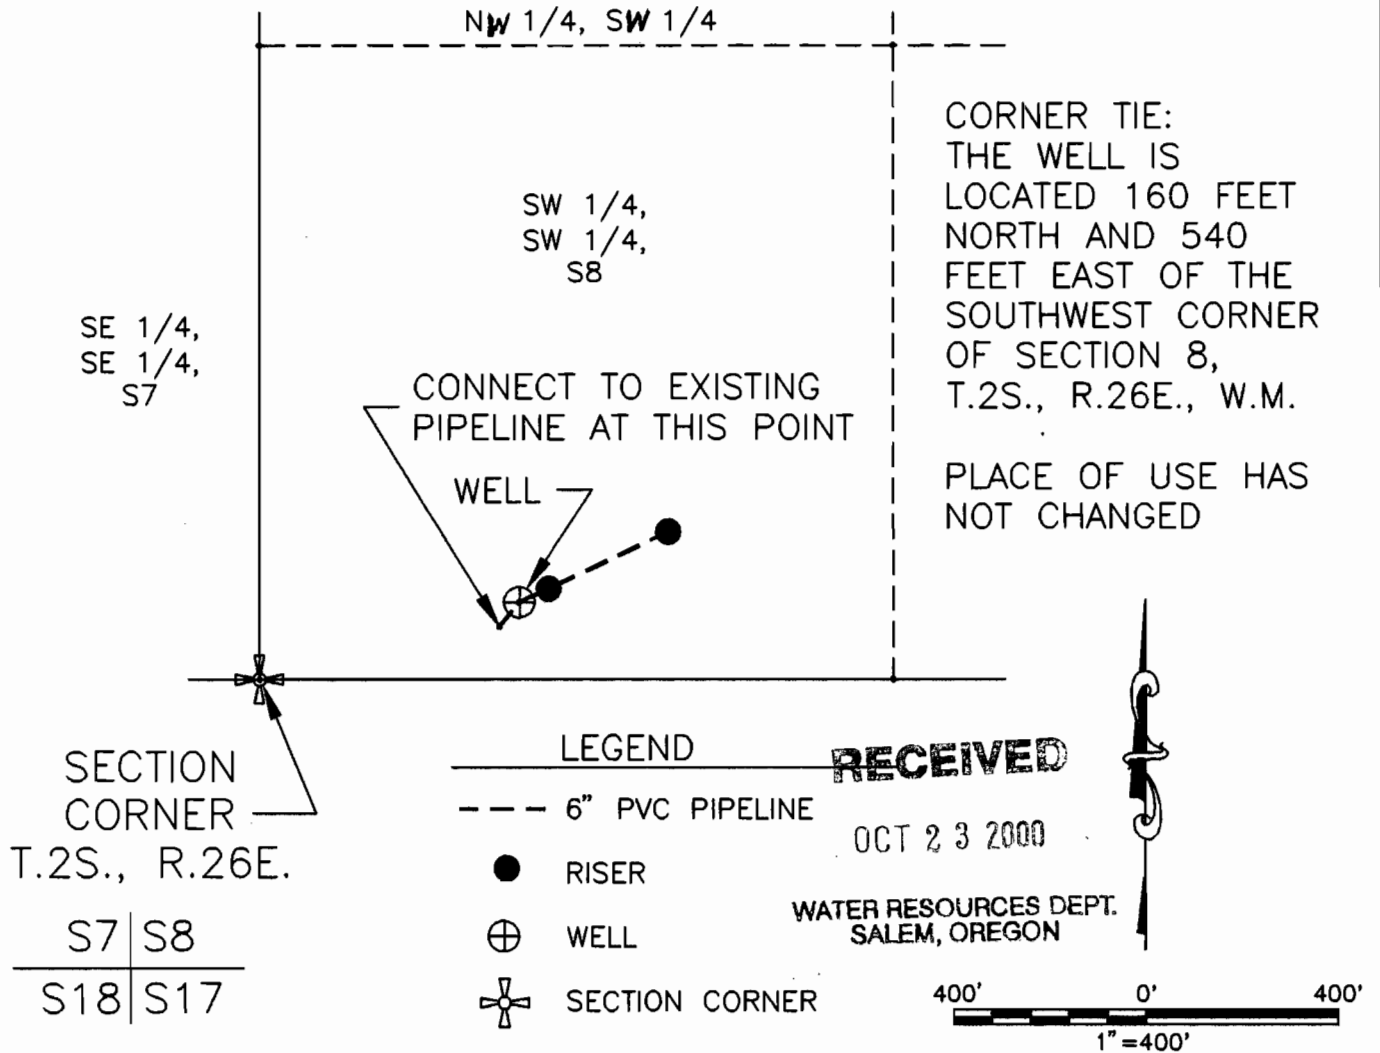 NW 1/4, SW 1/4
CORNER TIE:
THE WELL IS
LOCATED 160 FEET
NORTH AND 540
FEET EAST OF THE
SOUTHWEST CORNER
OF SECTION 8,
T.2S., R.26E., W.M.
PLACE OF USE HAS
NOT CHANGED
SW 1/4,
SW 1/4,
S8
SE 1/4,
SE 1/4,
S7
CONNECT TO EXISTING
PIPELINE AT THIS POINT
WELL
SECTION
CORNER
T.2S., R.26E.
S7 S8
S18 S17
LEGEND
6" PVC PIPELINE
RISER
WELL
SECTION CORNER
RECEIVED
OCT 23 2000
WATER RESOURCES DEPT.
SALEM, OREGON
400' 0' 400'
1"=400'